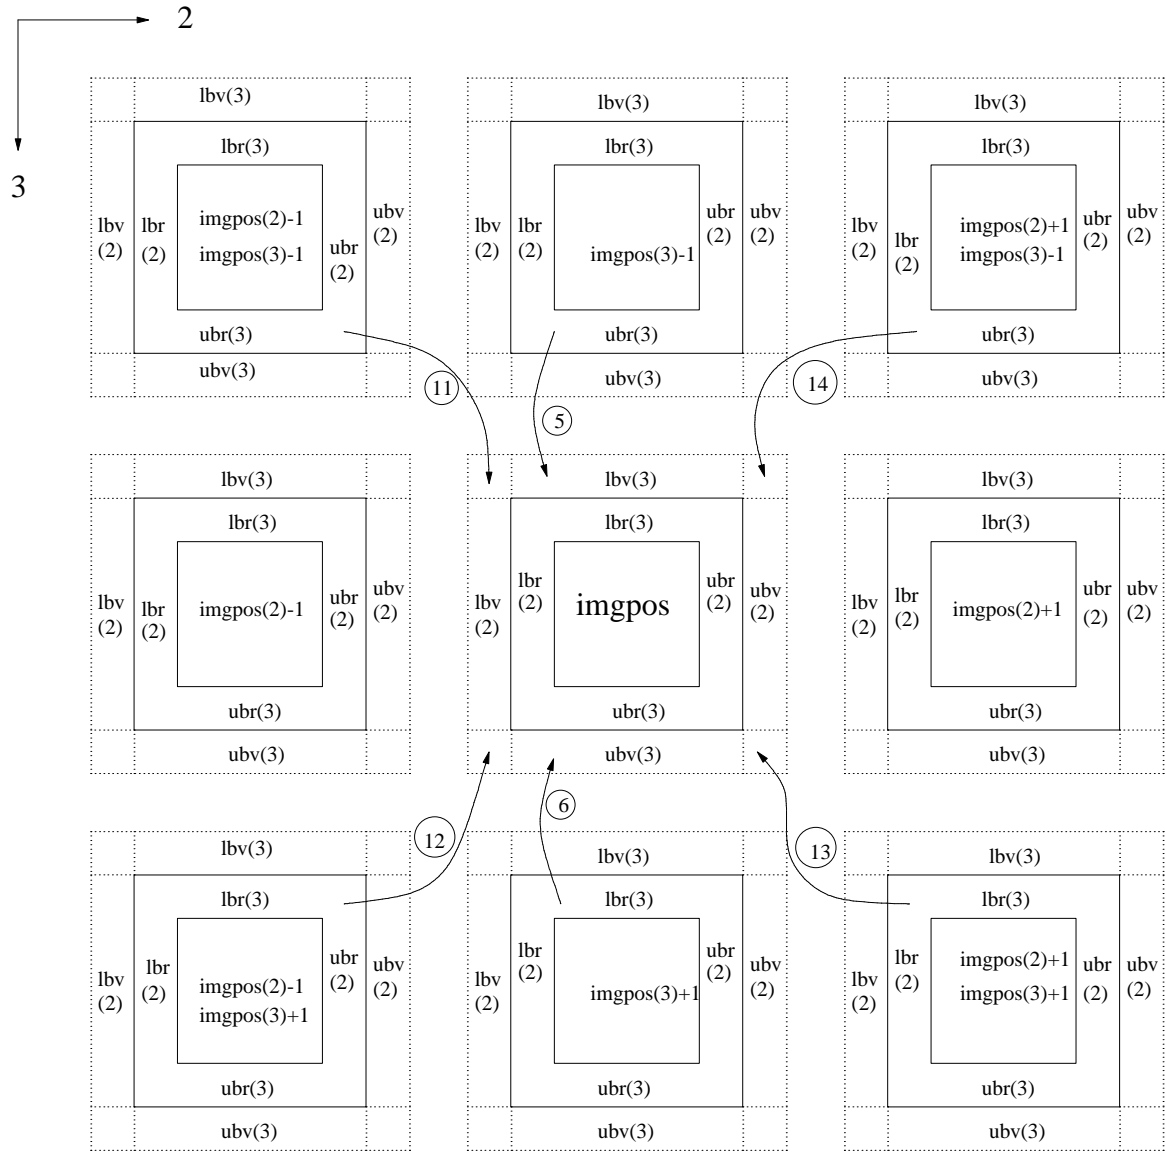 2
3
lbv(3)
lbr(3)
lbv
(2)
lbr
(2)
imgpos(2)-1
imgpos(3)-1
ubr
(2)
ubv
(2)
ubr(3)
ubv(3)
lbv(3)
lbr(3)
lbv
(2)
lbr
(2)
imgpos(3)-1
ubr
(2)
ubv
(2)
ubr(3)
ubv(3)
lbv(3)
lbr(3)
lbv
(2)
lbr
(2)
imgpos(2)+1
imgpos(3)-1
ubr
(2)
ubv
(2)
ubr(3)
ubv(3)
11
5
14
lbv(3)
lbr(3)
lbv
(2)
lbr
(2)
imgpos(2)-1
ubr
(2)
ubv
(2)
ubr(3)
ubv(3)
lbv(3)
lbr(3)
lbv
(2)
lbr
(2)
imgpos
ubr
(2)
ubv
(2)
ubr(3)
ubv(3)
lbv(3)
lbr(3)
lbv
(2)
lbr
(2)
imgpos(2)+1
ubr
(2)
ubv
(2)
ubr(3)
ubv(3)
12
6
13
lbv(3)
lbr(3)
lbv
(2)
lbr
(2)
imgpos(2)-1
imgpos(3)+1
ubr
(2)
ubv
(2)
ubr(3)
ubv(3)
lbv(3)
lbr(3)
lbv
(2)
lbr
(2)
imgpos(3)+1
ubr
(2)
ubv
(2)
ubr(3)
ubv(3)
lbv(3)
lbr(3)
lbv
(2)
lbr
(2)
imgpos(2)+1
imgpos(3)+1
ubr
(2)
ubv
(2)
ubr(3)
ubv(3)